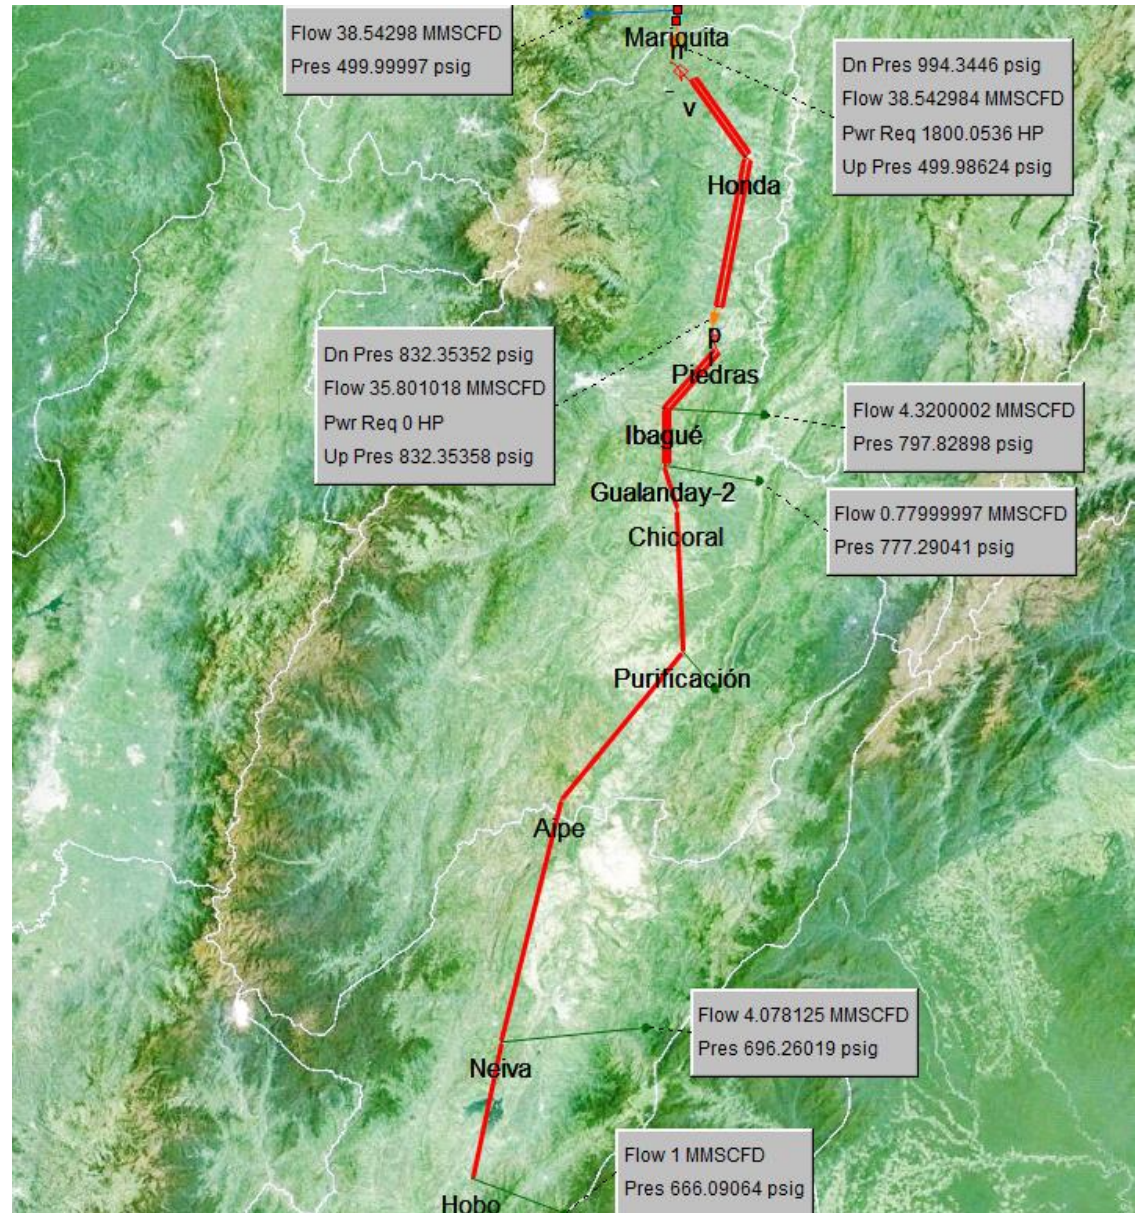 Flow 38.54298 MMSCFD
Pres 499.99997 psig
Mariquita
n
v
Dn Pres 994.3446 psig
Flow 38.542984 MMSCFD
Pwr Req 1800.0536 HP
Up Pres 499.98624 psig
Honda
Dn Pres 832.35352 psig
Flow 35.801018 MMSCFD
Pwr Req 0 HP
Up Pres 832.35358 psig
p
Piedras
Flow 4.3200002 MMSCFD
Pres 797.82898 psig
Ibagué
Gualanday-2
Flow 0.77999997 MMSCFD
Pres 777.29041 psig
Chicoral
Purificación
Aipe
Flow 4.078125 MMSCFD
Pres 696.26019 psig
Neiva
Flow 1 MMSCFD
Pres 666.09064 psig
Hobo